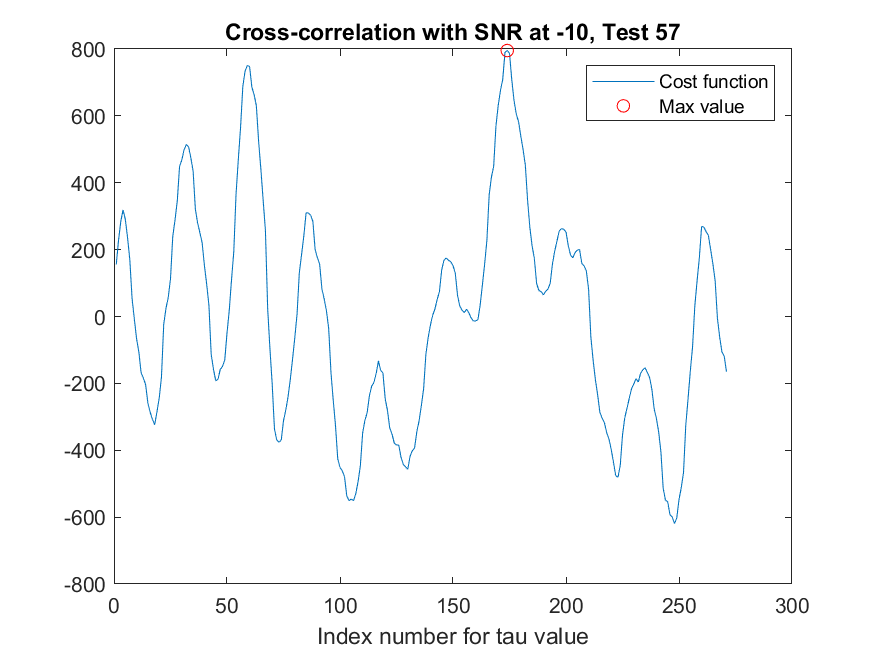 Cross-correlation with SNR at -10, Test 57
800
600
400
200
0
-200
-400
-600
-800
0 50 100 150 200 250 300
Index number for tau value
Cost function
Max value